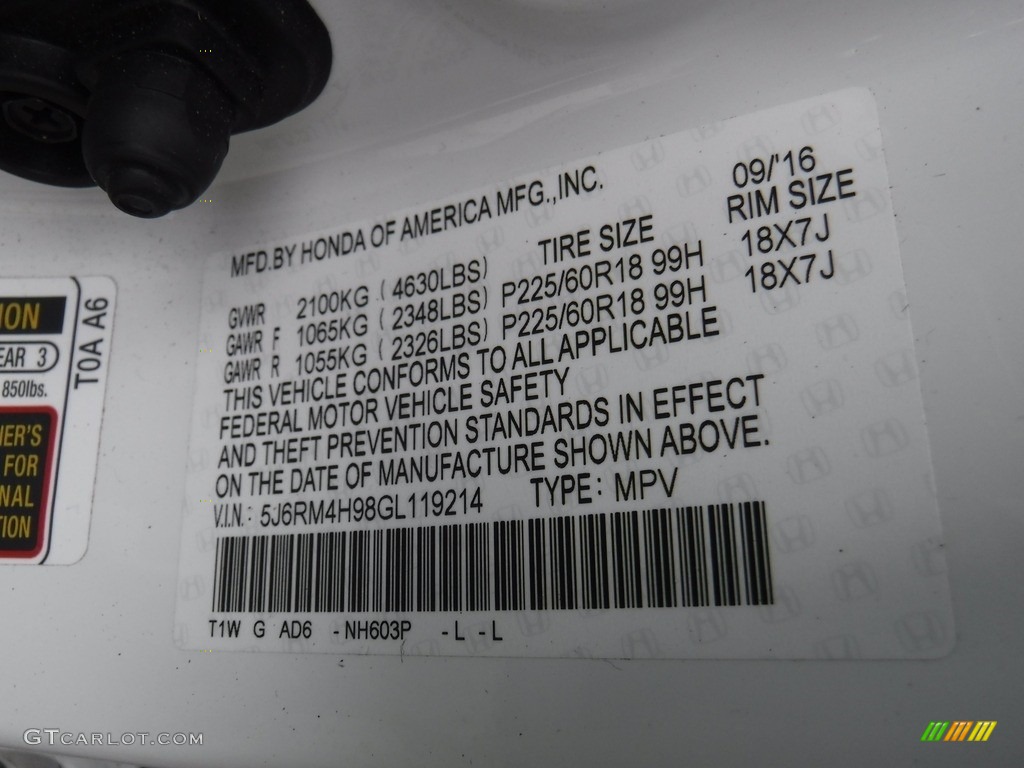 MFD.BY HONDA OF AMERICA MFG.,INC. 09/'16
GVWR 2100KG ( 4630LBS) TIRE SIZE RIM SIZE
GAWR F 1065KG ( 2348LBS) P225/60R18 99H 18X7J
GAWR R 1055KG ( 2326LBS) P225/60R18 99H 18X7J
THIS VEHICLE CONFORMS TO ALL APPLICABLE
FEDERAL MOTOR VEHICLE SAFETY
AND THEFT PREVENTION STANDARDS IN EFFECT
ON THE DATE OF MANUFACTURE SHOWN ABOVE.
V.I.N.: 5J6RM4H98GL119214 TYPE: MPV
T1W G AD6 -NH603P -L -L
ION
EAR 3
850lbs.
NER'S
FOR
NAL
TION
T0A A6
GTCARLOT.COM